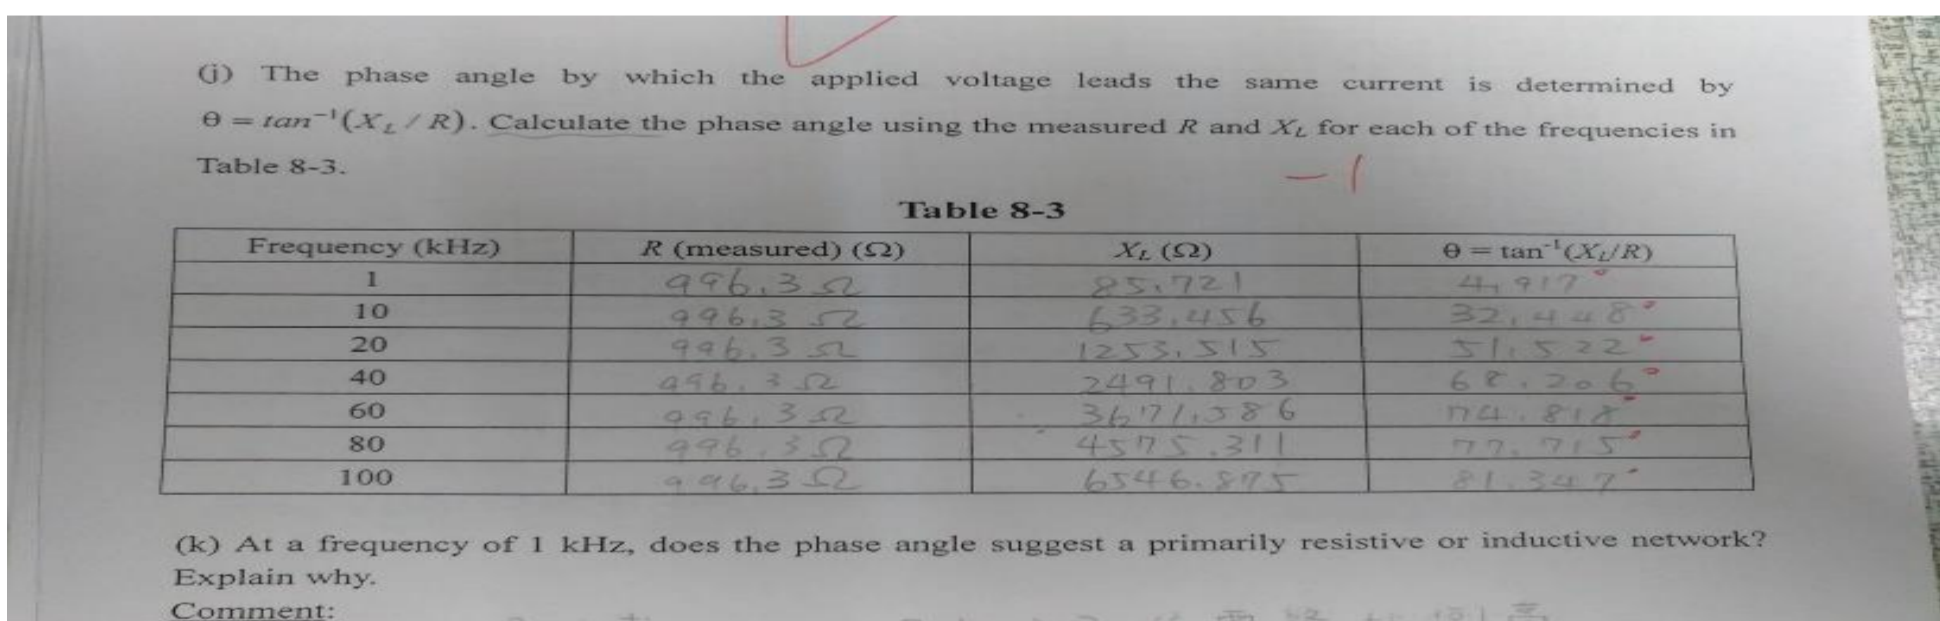 (j) The phase angle by which the applied voltage leads the same current is determined by
θ = tan⁻¹(X_L / R). Calculate the phase angle using the measured R and X_L for each of the frequencies in
Table 8-3.
-1
Table 8-3
Frequency (kHz) R (measured) (Ω) X_L (Ω) θ = tan⁻¹(X_L/R)
1 996.3 Ω 85.721 4.917°
10 996.3 Ω 633.456 32.448°
20 996.3 Ω 1253.515 51.522°
40 996.3 Ω 2491.803 68.206°
60 996.3 Ω 3671.586 74.818°
80 996.3 Ω 4575.311 77.715°
100 996.3 Ω 6546.875 81.347°
(k) At a frequency of 1 kHz, does the phase angle suggest a primarily resistive or inductive network?
Explain why.
Comment: